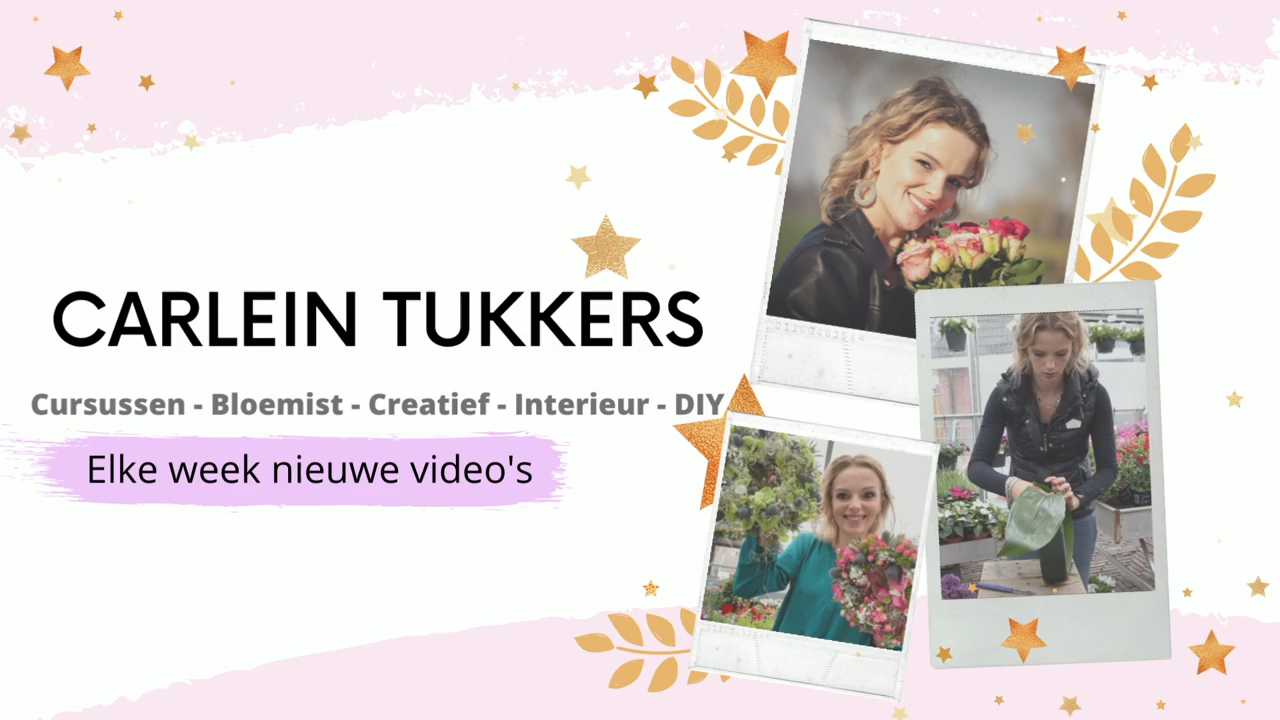 CARLEIN TUKKERS
Cursussen - Bloemist - Creatief - Interieur - DIY
Elke week nieuwe video's